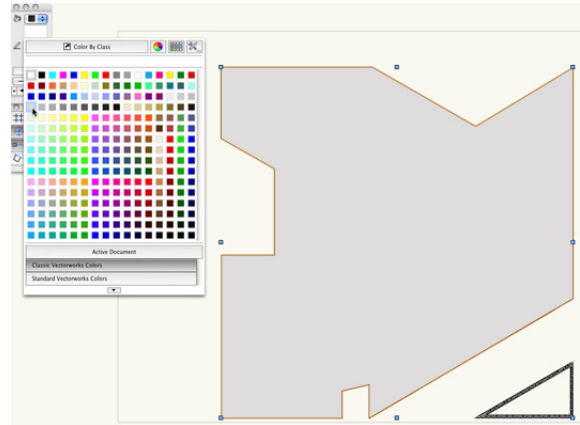 Color By Class
Active Document
Classic Vectorworks Colors
Standard Vectorworks Colors